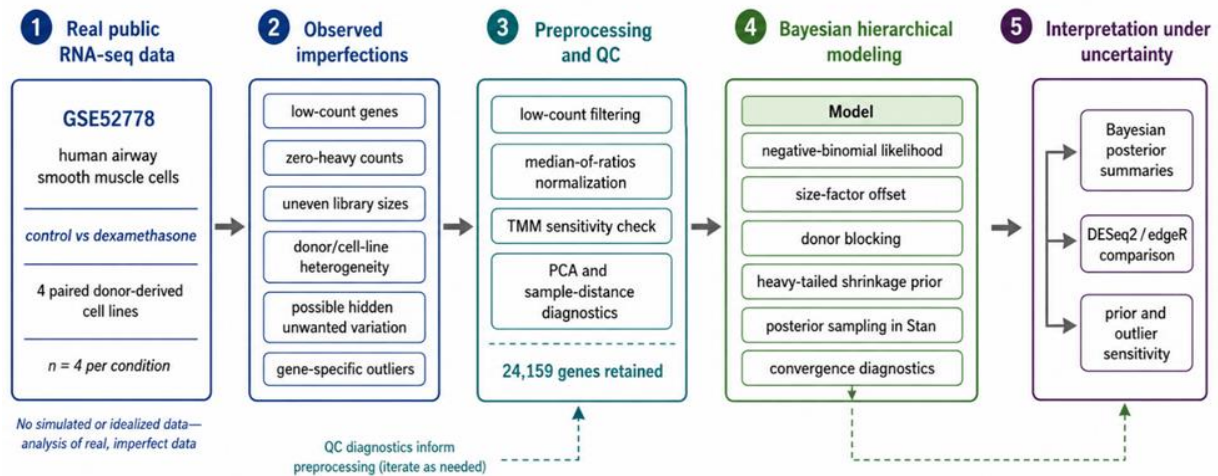 1 Real public
RNA-seq data
GSE52778
human airway
smooth muscle cells
control vs dexamethasone
4 paired donor-derived
cell lines
n = 4 per condition
No simulated or idealized data—
analysis of real, imperfect data
2 Observed
imperfections
low-count genes
zero-heavy counts
uneven library sizes
donor/cell-line
heterogeneity
possible hidden
unwanted variation
gene-specific outliers
3 Preprocessing
and QC
low-count filtering
median-of-ratios
normalization
TMM sensitivity check
PCA and
sample-distance
diagnostics
24,159 genes retained
QC diagnostics inform
preprocessing (iterate as needed)
4 Bayesian hierarchical
modeling
Model
negative-binomial likelihood
size-factor offset
donor blocking
heavy-tailed shrinkage prior
posterior sampling in Stan
convergence diagnostics
5 Interpretation under
uncertainty
Bayesian
posterior
summaries
DESeq2 / edgeR
comparison
prior and
outlier
sensitivity